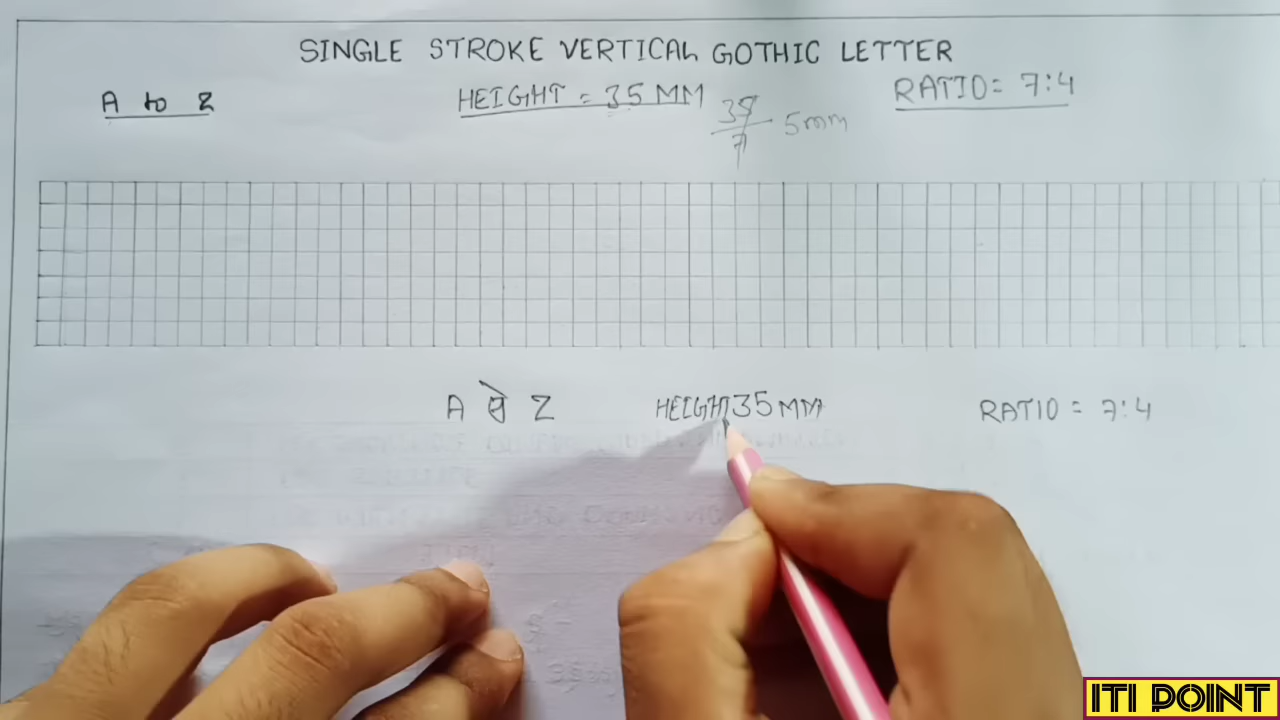 SINGLE STROKE VERTICAL GOTHIC LETTER
A to Z HEIGHT = 35 MM RATIO = 7:4
35/7 5mm
A से Z HEIGHT 35 MM RATIO = 7:4
ITI POINT